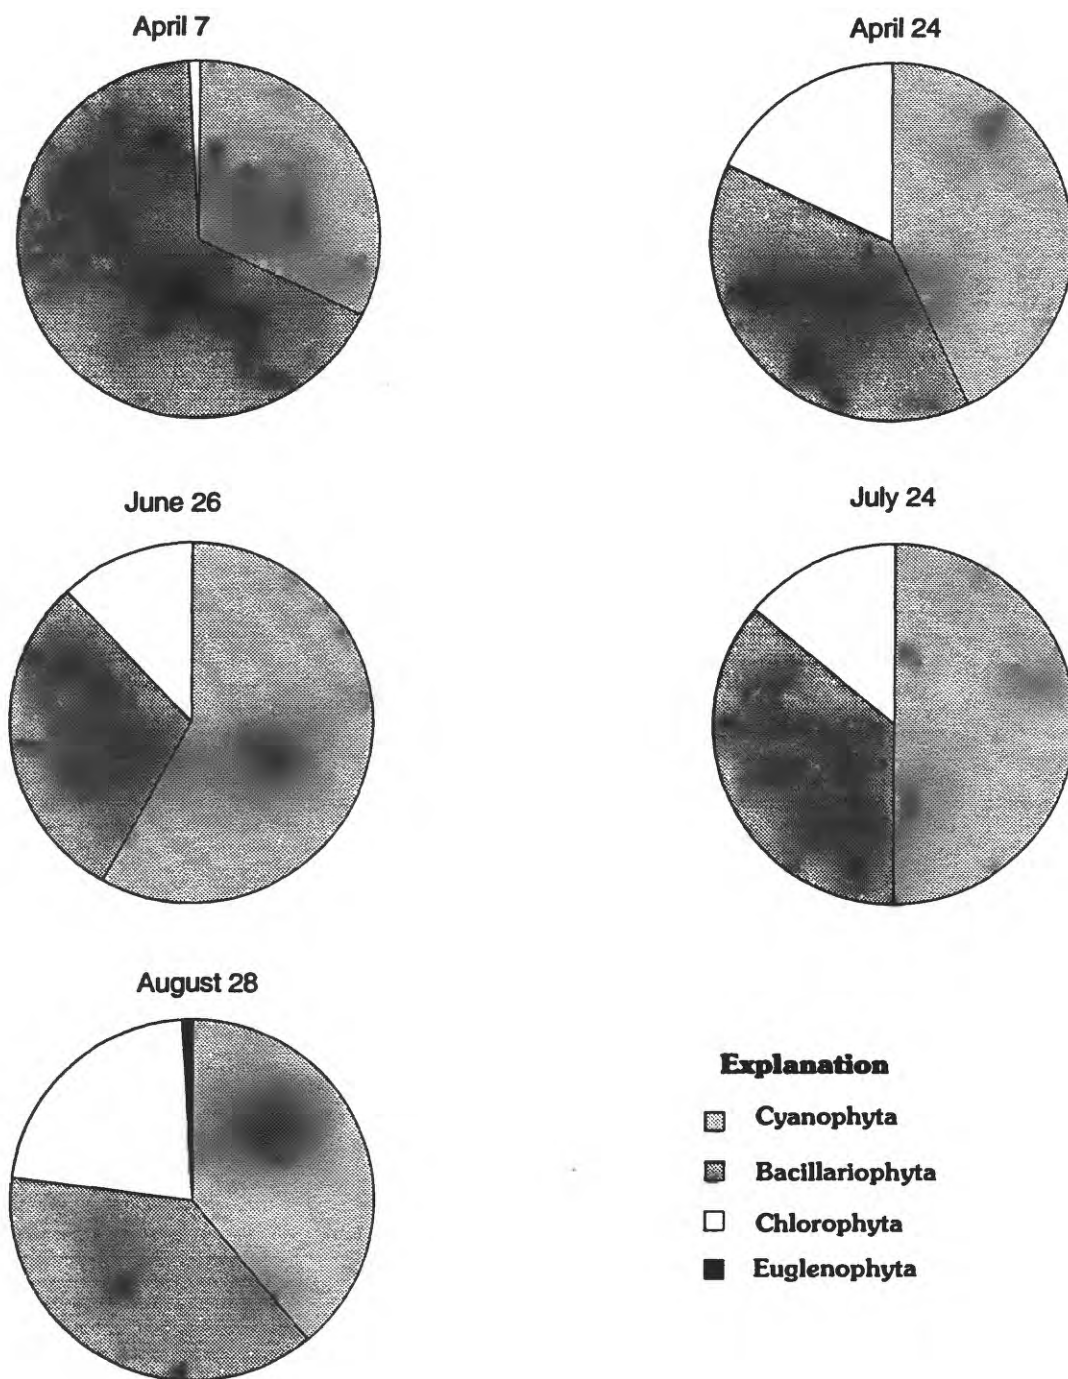 April 7
April 24
June 26
July 24
August 28
Explanation
Cyanophyta
Bacillariophyta
Chlorophyta
Euglenophyta